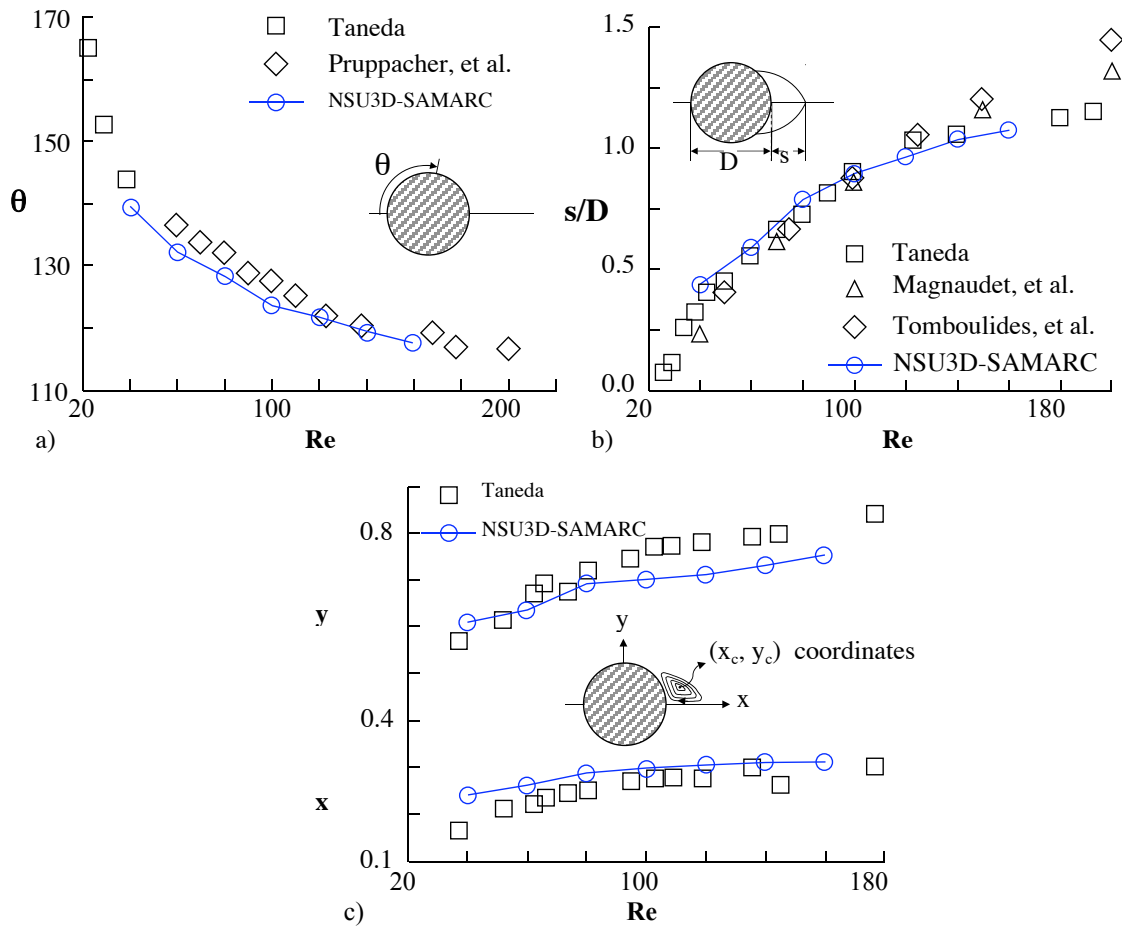 170
150
130
110
θ
20
100
200
Re
a)
Taneda
Pruppacher, et al.
NSU3D-SAMARC
θ
1.5
1.0
0.5
0.0
s/D
20
100
180
Re
b)
D
s
Taneda
Magnaudet, et al.
Tomboulides, et al.
NSU3D-SAMARC
Taneda
NSU3D-SAMARC
0.8
y
0.4
x
0.1
20
100
180
Re
c)
y
(x_c, y_c) coordinates
x